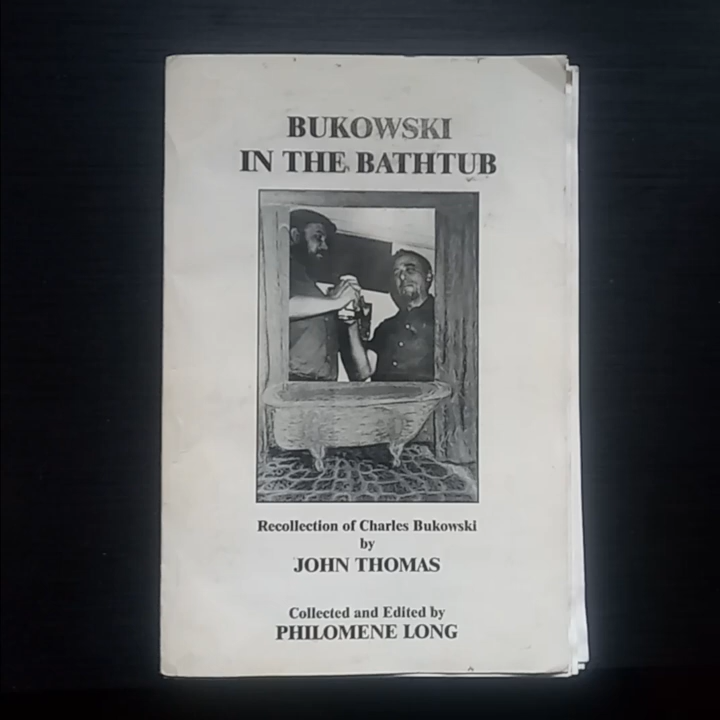 BUKOWSKI
IN THE BATHTUB
Recollection of Charles Bukowski
by
JOHN THOMAS
Collected and Edited by
PHILOMENE LONG